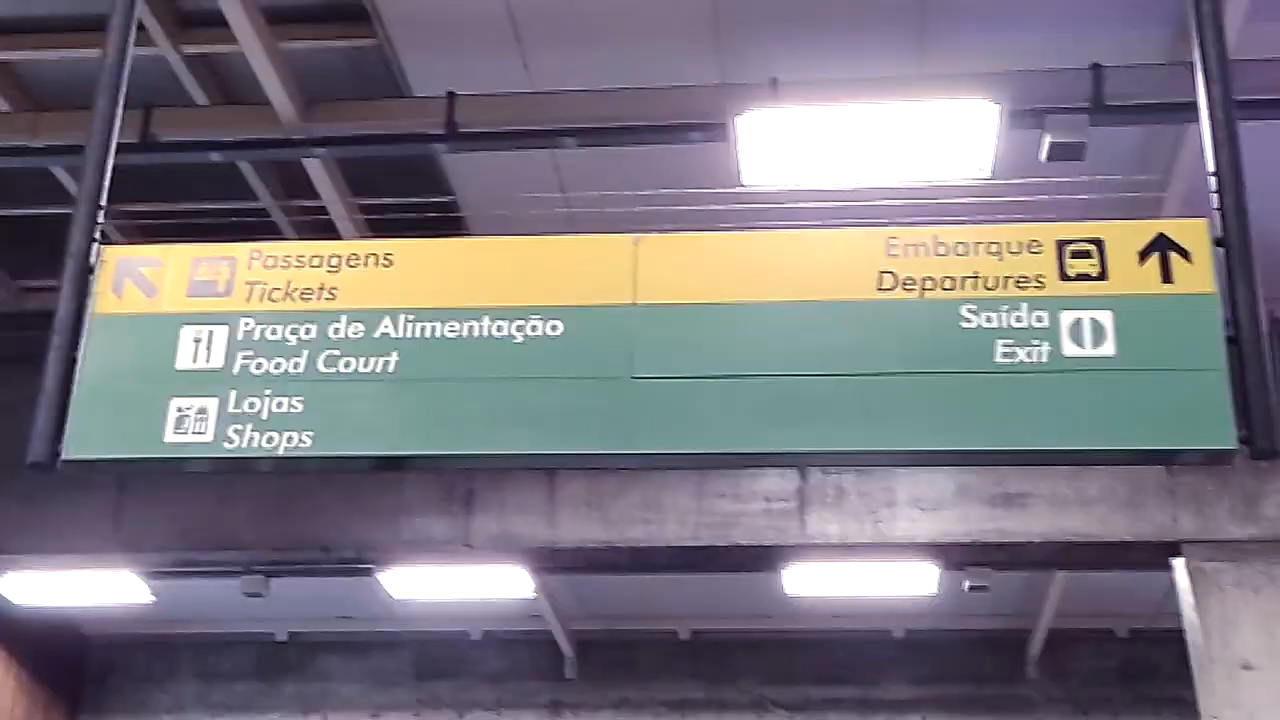 Passagens
Tickets
Praça de Alimentação
Food Court
Lojas
Shops
Embarque
Departures
Saída
Exit